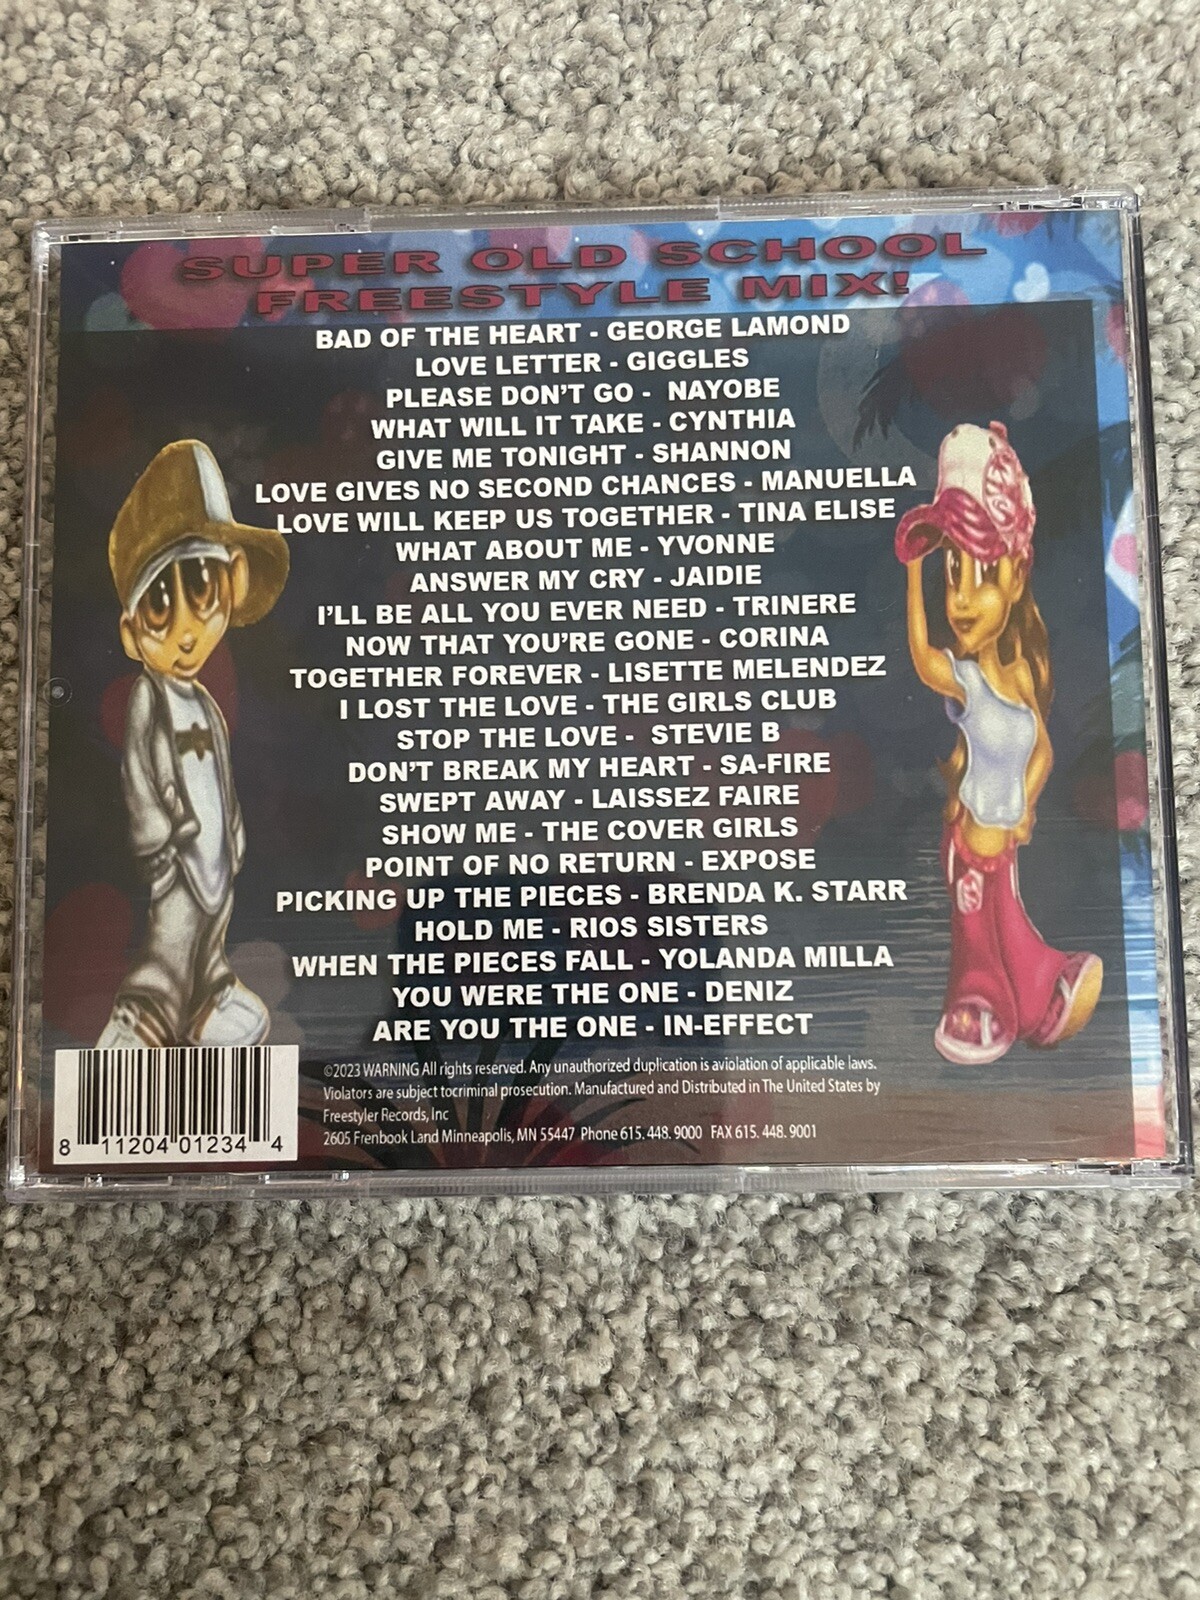 SUPER OLD SCHOOL
FREESTYLE MIX!
BAD OF THE HEART - GEORGE LAMOND
LOVE LETTER - GIGGLES
PLEASE DON'T GO - NAYOBE
WHAT WILL IT TAKE - CYNTHIA
GIVE ME TONIGHT - SHANNON
LOVE GIVES NO SECOND CHANCES - MANUELLA
LOVE WILL KEEP US TOGETHER - TINA ELISE
WHAT ABOUT ME - YVONNE
ANSWER MY CRY - JAIDIE
I'LL BE ALL YOU EVER NEED - TRINERE
NOW THAT YOU'RE GONE - CORINA
TOGETHER FOREVER - LISETTE MELENDEZ
I LOST THE LOVE - THE GIRLS CLUB
STOP THE LOVE - STEVIE B
DON'T BREAK MY HEART - SA-FIRE
SWEPT AWAY - LAISSEZ FAIRE
SHOW ME - THE COVER GIRLS
POINT OF NO RETURN - EXPOSE
PICKING UP THE PIECES - BRENDA K. STARR
HOLD ME - RIOS SISTERS
WHEN THE PIECES FALL - YOLANDA MILLA
YOU WERE THE ONE - DENIZ
ARE YOU THE ONE - IN-EFFECT
©2023 WARNING All rights reserved. Any unauthorized duplication is aviolation of applicable laws.
Violators are subject tocriminal prosecution. Manufactured and Distributed in The United States by
Freestyler Records, Inc
2605 Frenbook Land Minneapolis, MN 55447 Phone 615. 448. 9000 FAX 615. 448. 9001
8 11204 01234 4